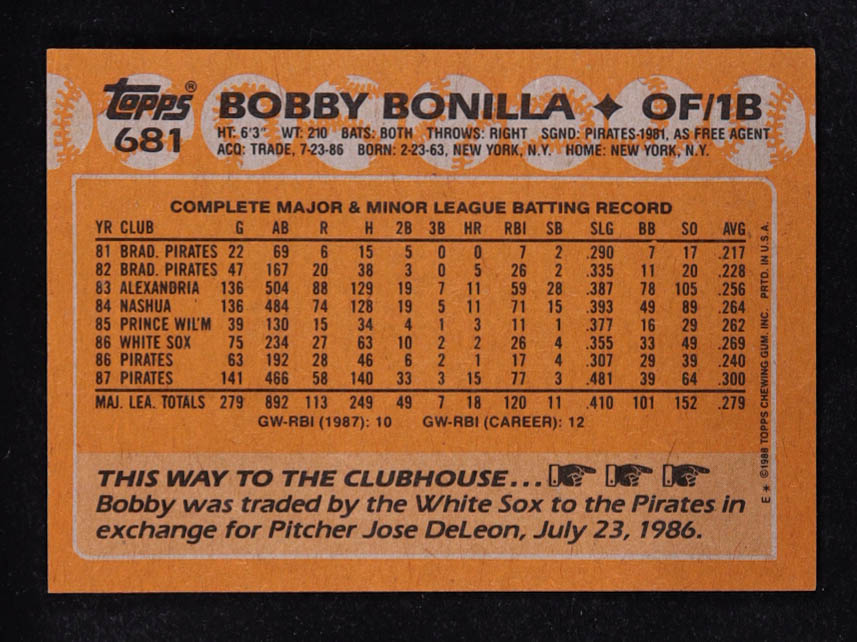 Topps® BOBBY BONILLA ✦ OF/1B
681 HT: 6'3" WT: 210 BATS: BOTH THROWS: RIGHT SGND: PIRATES-1981, AS FREE AGENT
ACQ: TRADE, 7-23-86 BORN: 2-23-63, NEW YORK, N.Y. HOME: NEW YORK, N.Y.
COMPLETE MAJOR & MINOR LEAGUE BATTING RECORD
YR CLUB G AB R H 2B 3B HR RBI SB SLG BB SO AVG
81 BRAD. PIRATES 22 69 6 15 5 0 0 7 2 .290 7 17 .217
82 BRAD. PIRATES 47 167 20 38 3 0 5 26 2 .335 11 20 .228
83 ALEXANDRIA 136 504 88 129 19 7 11 59 28 .387 78 105 .256
84 NASHUA 136 484 74 128 19 5 11 71 15 .393 49 89 .264
85 PRINCE WIL'M 39 130 15 34 4 1 3 11 1 .377 16 29 .262
86 WHITE SOX 75 234 27 63 10 2 2 26 4 .355 33 49 .269
86 PIRATES 63 192 28 46 6 2 1 17 4 .307 29 39 .240
87 PIRATES 141 466 58 140 33 3 15 77 3 .481 39 64 .300
MAJ. LEA. TOTALS 279 892 113 249 49 7 18 120 11 .410 101 152 .279
GW-RBI (1987): 10 GW-RBI (CAREER): 12
THIS WAY TO THE CLUBHOUSE...
Bobby was traded by the White Sox to the Pirates in
exchange for Pitcher Jose DeLeon, July 23, 1986.
E * ©1988 TOPPS CHEWING GUM, INC. PRTD. IN U.S.A.